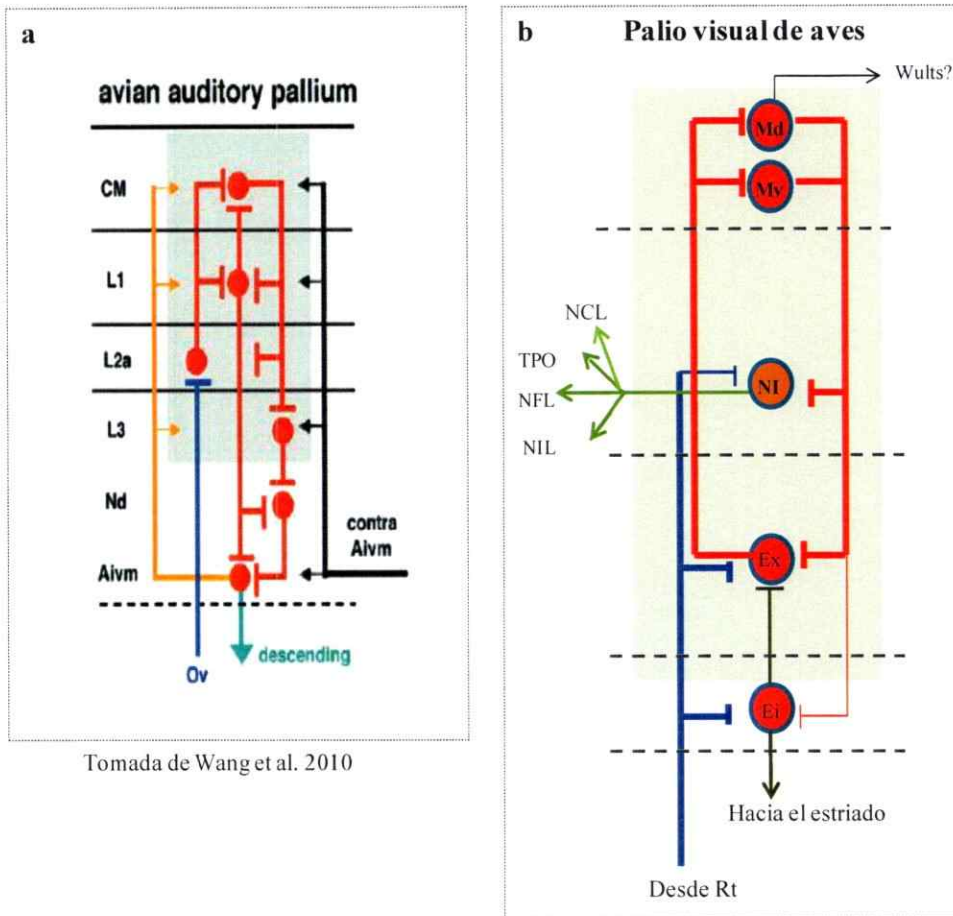 a
avian auditory pallium
CM
L1
L2a
L3
Nd
Aivm
contra
Aivm
descending
Ov
Tomada de Wang et al. 2010
b
Palio visual de aves
Wults?
Md
Mv
NCL
TPO
NFL
NIL
NI
Ex
Ei
Hacia el estriado
Desde Rt